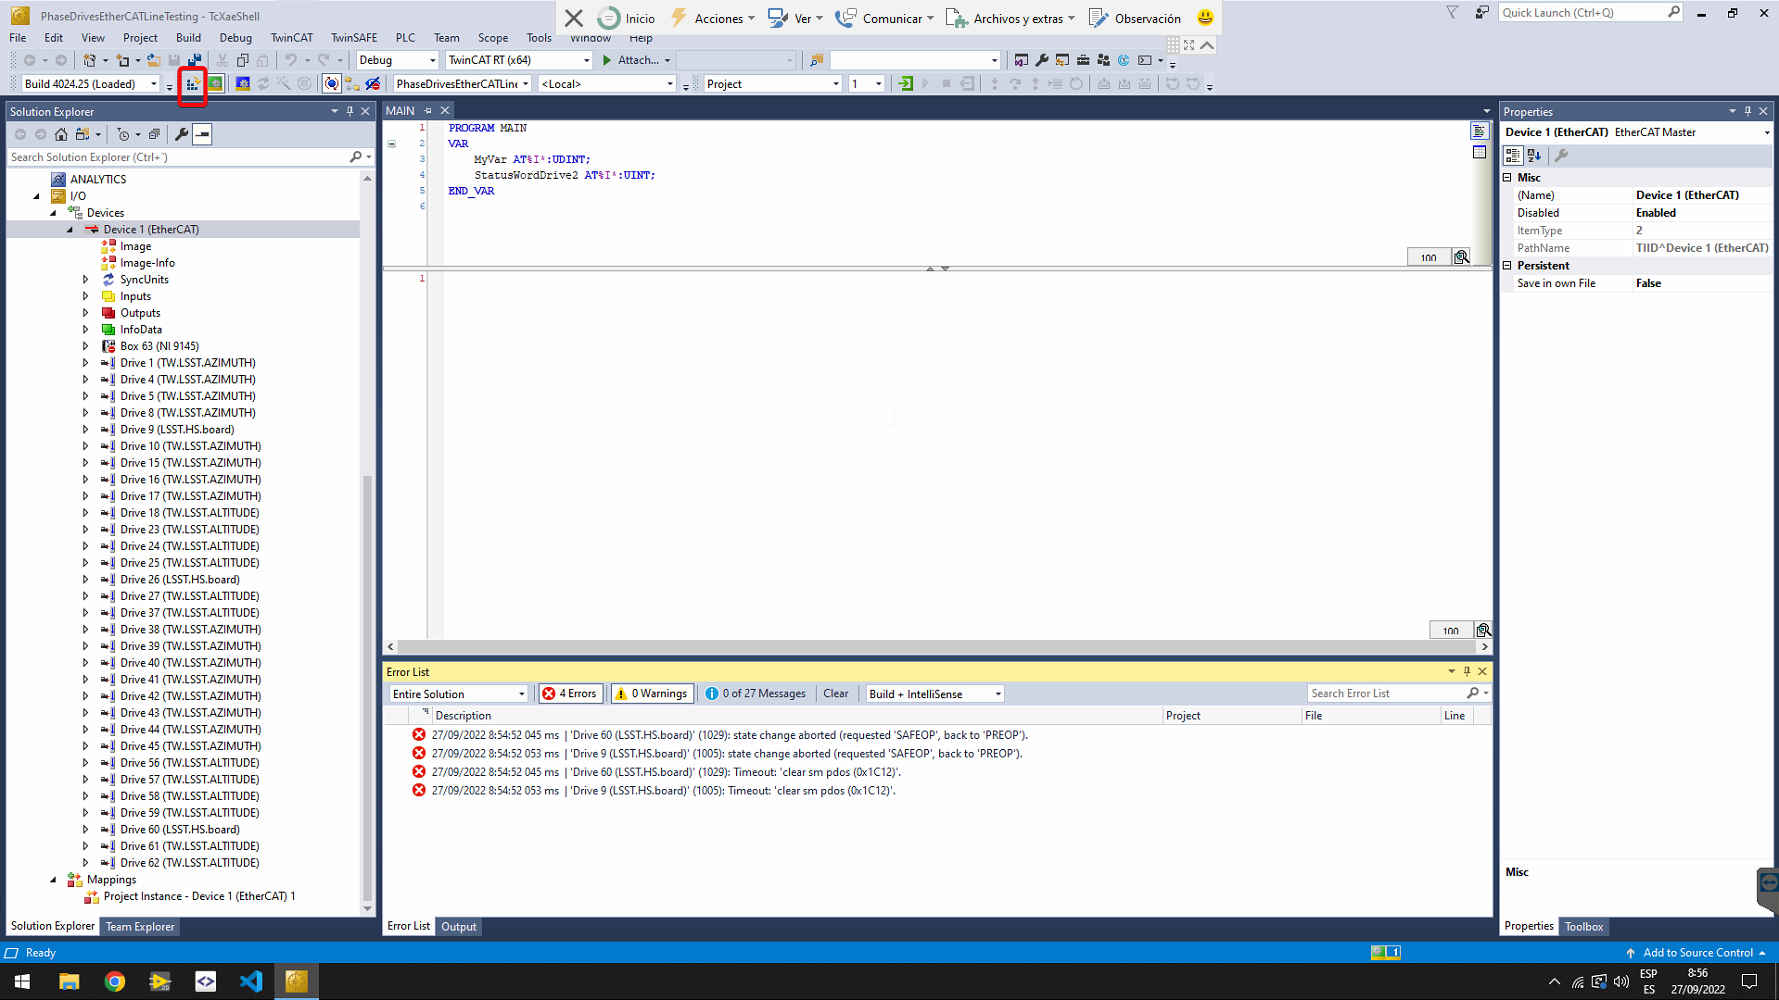 PhaseDrivesEtherCATLineTesting - TcXaeShell
Inicio
Acciones
Ver
Comunicar
Archivos y extras
Observación
Quick Launch (Ctrl+Q)
File Edit View Project Build Debug TwinCAT TwinSAFE PLC Team Scope Tools Window Help
Debug
TwinCAT RT (x64)
Attach...
Build 4024.25 (Loaded)
PhaseDrivesEtherCATLine
<Local>
Project
1
Solution Explorer
Search Solution Explorer (Ctrl+`)
ANALYTICS
I/O
Devices
Device 1 (EtherCAT)
Image
Image-Info
SyncUnits
Inputs
Outputs
InfoData
Box 63 (NI 9145)
Drive 1 (TW.LSST.AZIMUTH)
Drive 4 (TW.LSST.AZIMUTH)
Drive 5 (TW.LSST.AZIMUTH)
Drive 8 (TW.LSST.AZIMUTH)
Drive 9 (LSST.HS.board)
Drive 10 (TW.LSST.AZIMUTH)
Drive 15 (TW.LSST.AZIMUTH)
Drive 16 (TW.LSST.AZIMUTH)
Drive 17 (TW.LSST.AZIMUTH)
Drive 18 (TW.LSST.ALTITUDE)
Drive 23 (TW.LSST.ALTITUDE)
Drive 24 (TW.LSST.ALTITUDE)
Drive 25 (TW.LSST.ALTITUDE)
Drive 26 (LSST.HS.board)
Drive 27 (TW.LSST.ALTITUDE)
Drive 37 (TW.LSST.ALTITUDE)
Drive 38 (TW.LSST.AZIMUTH)
Drive 39 (TW.LSST.AZIMUTH)
Drive 40 (TW.LSST.AZIMUTH)
Drive 41 (TW.LSST.AZIMUTH)
Drive 42 (TW.LSST.AZIMUTH)
Drive 43 (TW.LSST.AZIMUTH)
Drive 44 (TW.LSST.AZIMUTH)
Drive 45 (TW.LSST.AZIMUTH)
Drive 56 (TW.LSST.ALTITUDE)
Drive 57 (TW.LSST.ALTITUDE)
Drive 58 (TW.LSST.ALTITUDE)
Drive 59 (TW.LSST.ALTITUDE)
Drive 60 (LSST.HS.board)
Drive 61 (TW.LSST.ALTITUDE)
Drive 62 (TW.LSST.ALTITUDE)
Mappings
Project Instance - Device 1 (EtherCAT) 1
Solution Explorer
Team Explorer
MAIN
1 PROGRAM MAIN
2 VAR
3 MyVar AT%I*:UDINT;
4 StatusWordDrive2 AT%I*:UINT;
5 END_VAR
6
100
1
100
Error List
Entire Solution
4 Errors
0 Warnings
0 of 27 Messages
Clear
Build + IntelliSense
Search Error List
Description Project File Line
27/09/2022 8:54:52 045 ms | 'Drive 60 (LSST.HS.board)' (1029): state change aborted (requested 'SAFEOP', back to 'PREOP').
27/09/2022 8:54:52 053 ms | 'Drive 9 (LSST.HS.board)' (1005): state change aborted (requested 'SAFEOP', back to 'PREOP').
27/09/2022 8:54:52 045 ms | 'Drive 60 (LSST.HS.board)' (1029): Timeout: 'clear sm pdos (0x1C12)'.
27/09/2022 8:54:52 053 ms | 'Drive 9 (LSST.HS.board)' (1005): Timeout: 'clear sm pdos (0x1C12)'.
Error List
Output
Properties
Device 1 (EtherCAT) EtherCAT Master
Misc
(Name) Device 1 (EtherCAT)
Disabled Enabled
ItemType 2
PathName TIID^Device 1 (EtherCAT)
Persistent
Save in own File False
Misc
Properties
Toolbox
Ready
1
Add to Source Control
ESP
ES
8:56
27/09/2022